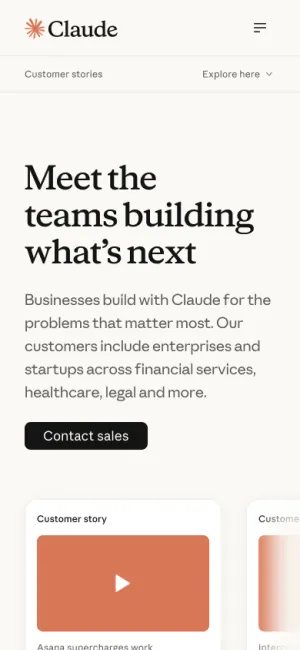 Claude
Customer stories
Explore here
Meet the
teams building
what's next
Businesses build with Claude for the
problems that matter most. Our
customers include enterprises and
startups across financial services,
healthcare, legal and more.
Contact sales
Customer story
Asana supercharges work